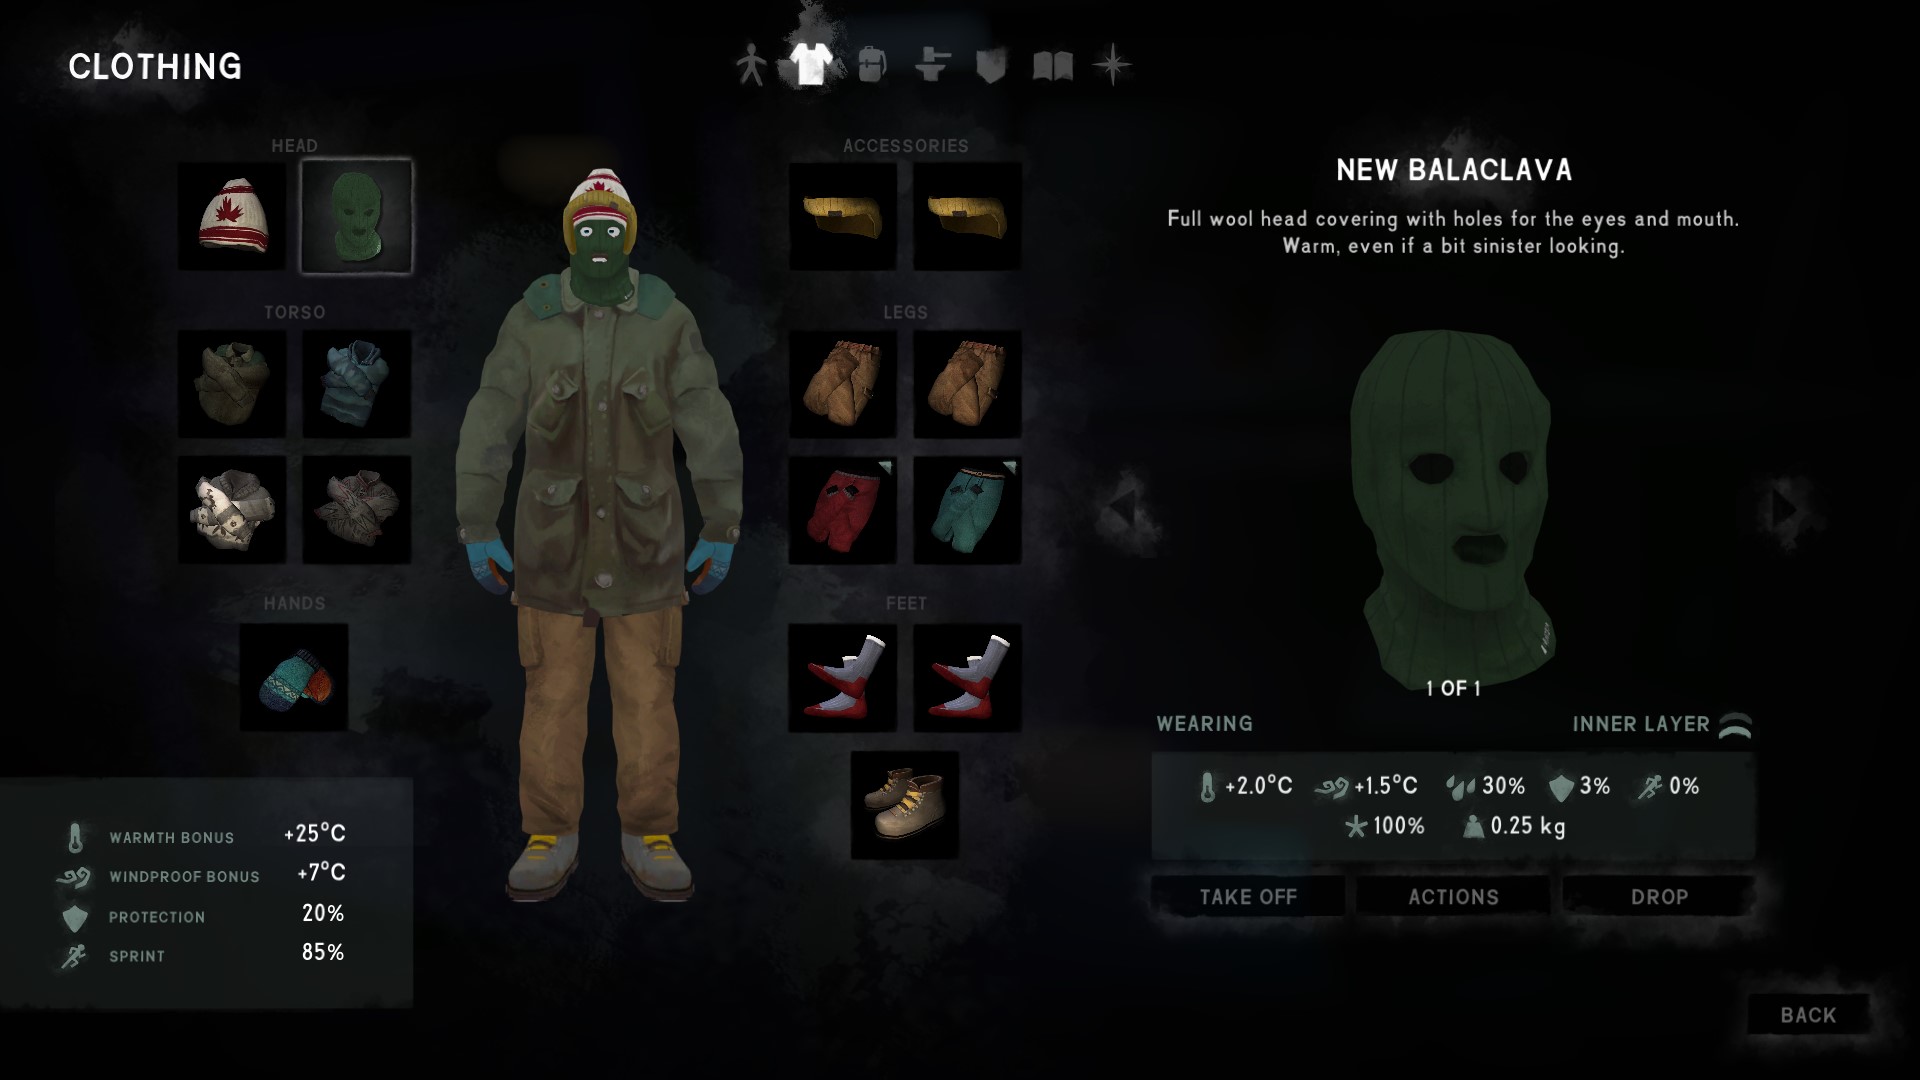 CLOTHING
HEAD
ACCESSORIES
TORSO
LEGS
HANDS
FEET
WARMTH BONUS +25°C
WINDPROOF BONUS +7°C
PROTECTION 20%
SPRINT 85%
NEW BALACLAVA
Full wool head covering with holes for the eyes and mouth.
Warm, even if a bit sinister looking.
1 OF 1
WEARING INNER LAYER
+2.0°C +1.5°C 30% 3% 0%
100% 0.25 kg
TAKE OFF ACTIONS DROP
BACK